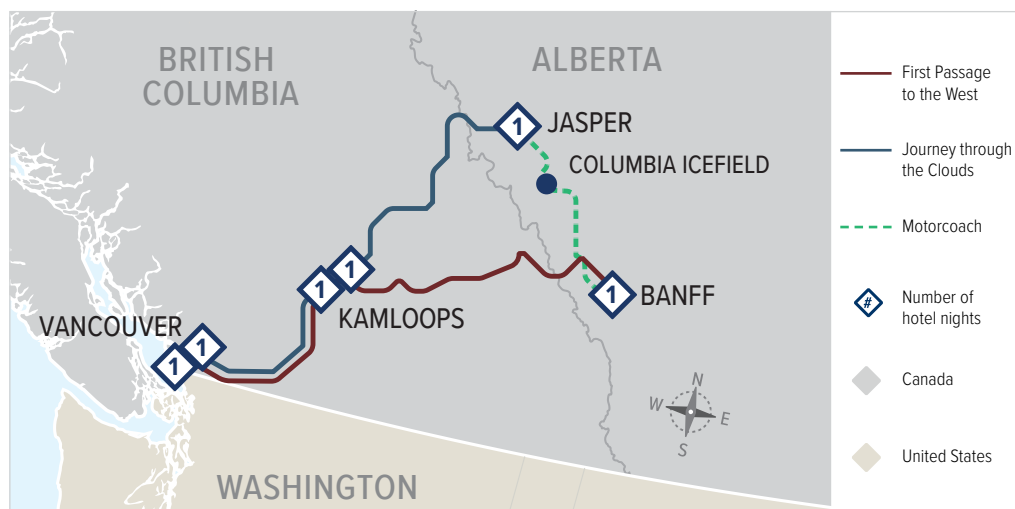 BRITISH
COLUMBIA
ALBERTA
1
JASPER
COLUMBIA ICEFIELD
1
1
KAMLOOPS
1
BANFF
VANCOUVER
1
1
N
W
E
S
WASHINGTON
First Passage
to the West
Journey through
the Clouds
Motorcoach
#
Number of
hotel nights
Canada
United States